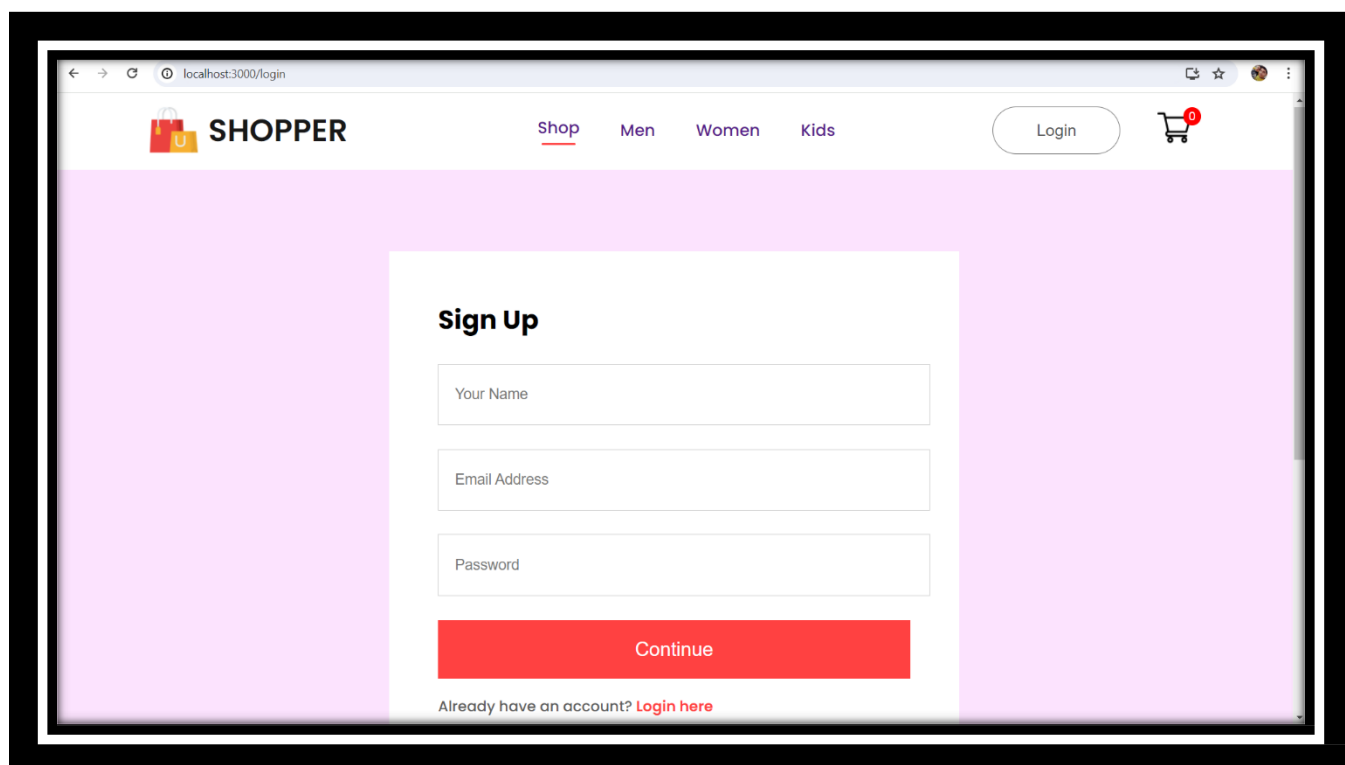 localhost:3000/login
U SHOPPER Shop Men Women Kids Login 0
Sign Up
Your Name
Email Address
Password
Continue
Already have an account? Login here